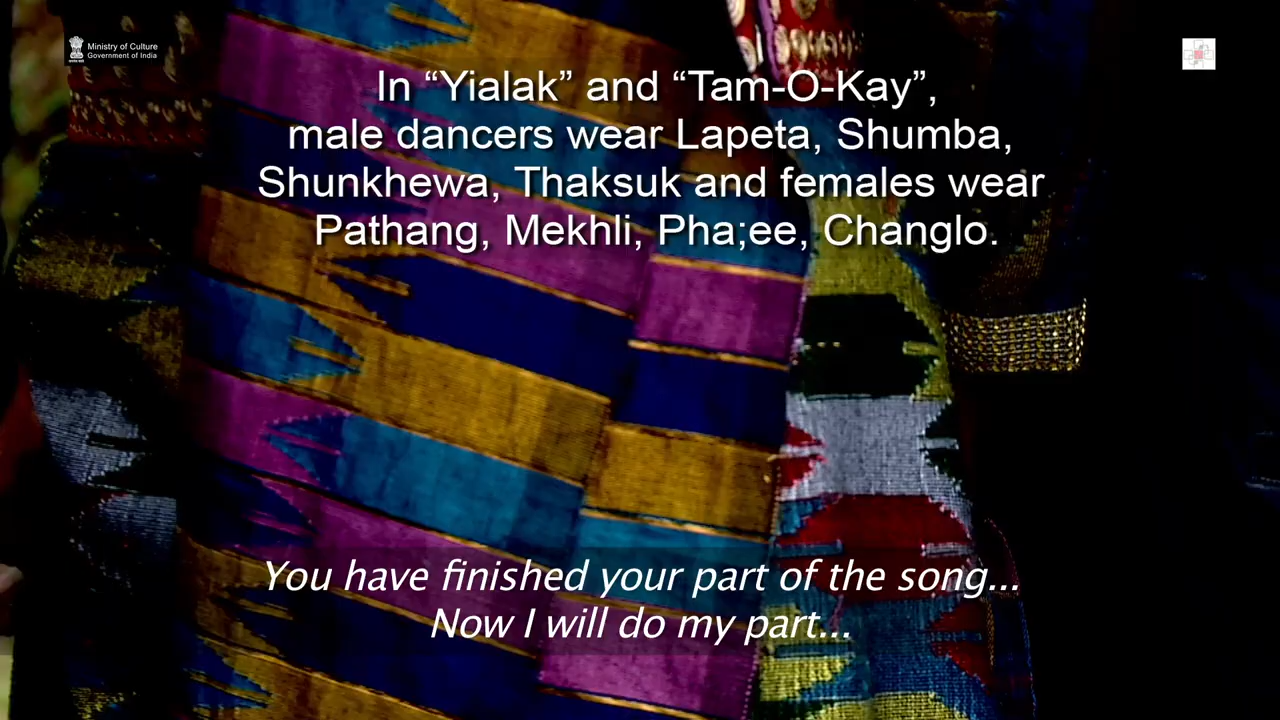 Ministry of Culture
Government of India
In “Yialak” and “Tam-O-Kay”,
male dancers wear Lapeta, Shumba,
Shunkhewa, Thaksuk and females wear
Pathang, Mekhli, Pha;ee, Changlo.
You have finished your part of the song...
Now I will do my part...